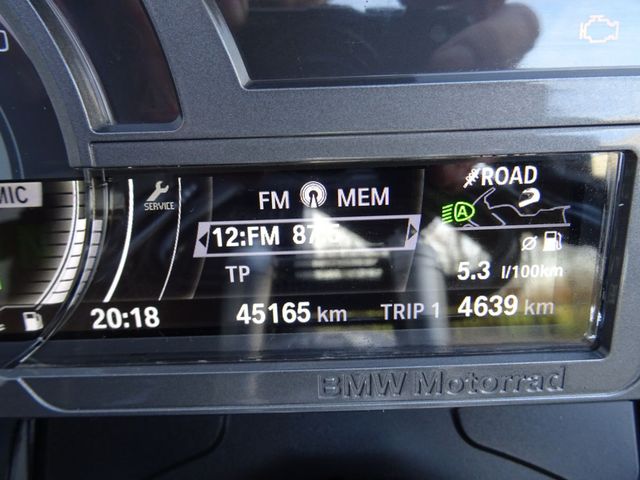 MIC
SERVICE
FM MEM
ROAD
A
12:FM
TP
5.3 l/100km
20:18 45165 km TRIP 1 4639 km
BMW Motorrad